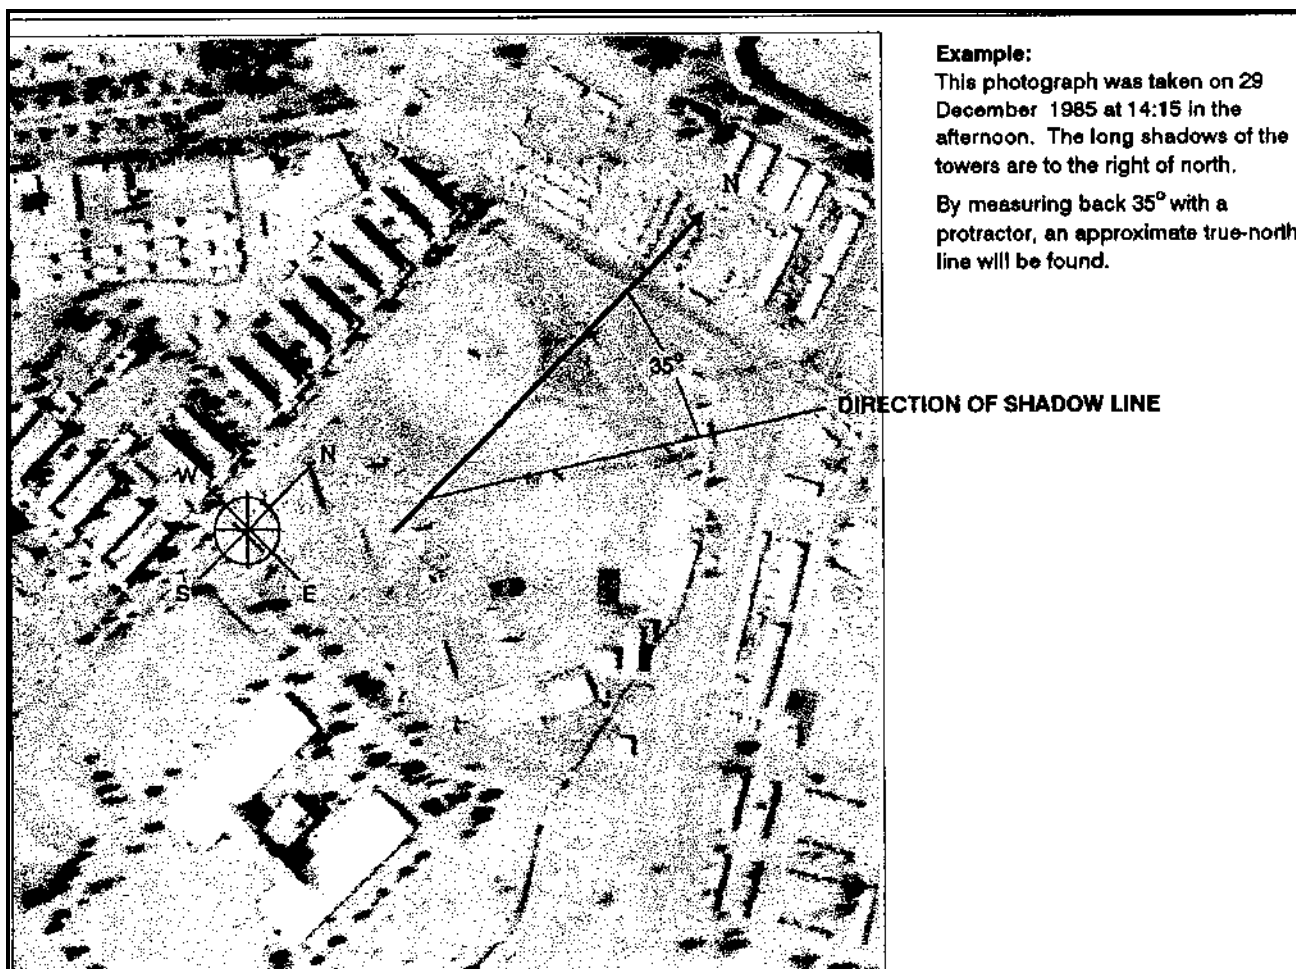 Example:
This photograph was taken on 29
December 1985 at 14:15 in the
afternoon. The long shadows of the
towers are to the right of north.
By measuring back 35° with a
protractor, an approximate true-north
line will be found.
N
35°
DIRECTION OF SHADOW LINE
N
W
S
E